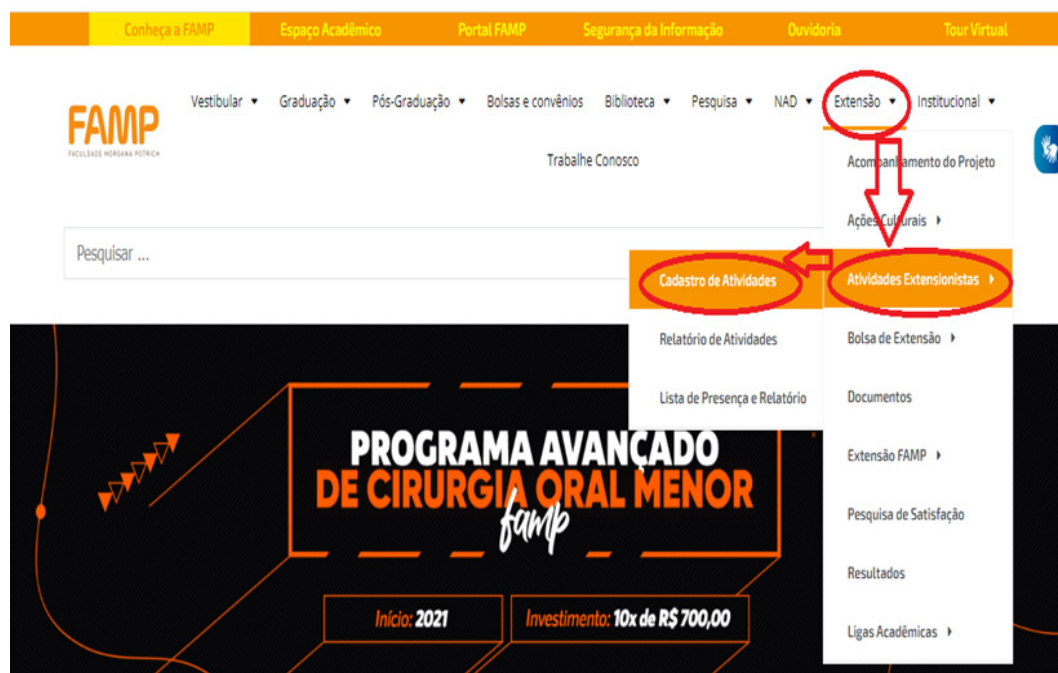 Conheça a FAMP Espaço Acadêmico Portal FAMP Segurança da Informação Ouvidoria Tour Virtual
FAMP
FACULDADE MORGANA POTRICH
Vestibular Graduação Pós-Graduação Bolsas e convênios Biblioteca Pesquisa NAD Extensão Institucional
Trabalhe Conosco
Pesquisar ...
Acompanhamento do Projeto
Ações Culturais
Atividades Extensionistas
Bolsa de Extensão
Documentos
Extensão FAMP
Pesquisa de Satisfação
Resultados
Ligas Acadêmicas
Cadastro de Atividades
Relatório de Atividades
Lista de Presença e Relatório
PROGRAMA AVANÇADO
DE CIRURGIA ORAL MENOR
famp
Início: 2021
Investimento: 10x de R$ 700,00